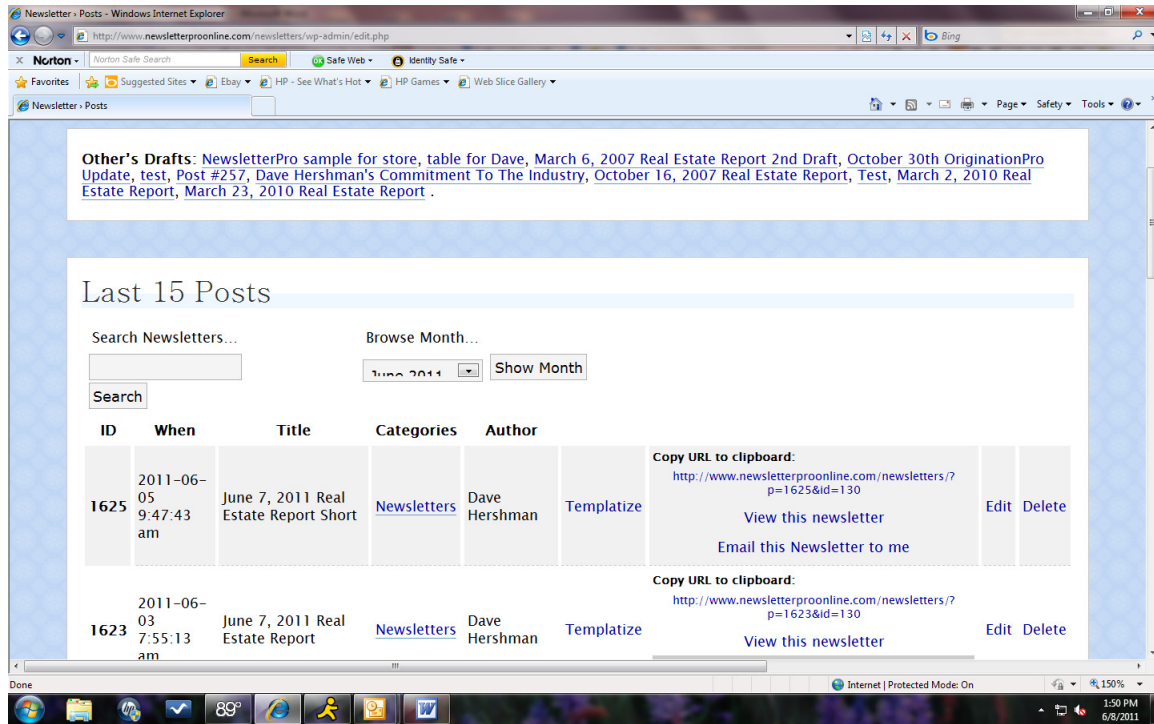 Newsletter › Posts - Windows Internet Explorer
http://www.newsletterproonline.com/newsletters/wp-admin/edit.php
Bing
Norton
Norton Safe Search
Search
OK Safe Web
Identity Safe
Favorites
Suggested Sites
Ebay
HP - See What's Hot
HP Games
Web Slice Gallery
Newsletter › Posts
Page
Safety
Tools
Other's Drafts: NewsletterPro sample for store, table for Dave, March 6, 2007 Real Estate Report 2nd Draft, October 30th OriginationPro
Update, test, Post #257, Dave Hershman's Commitment To The Industry, October 16, 2007 Real Estate Report, Test, March 2, 2010 Real
Estate Report, March 23, 2010 Real Estate Report .
Last 15 Posts
Search Newsletters...
Browse Month...
June 2011
Show Month
Search
ID When Title Categories Author
1625
2011-06-
05
9:47:43
am
June 7, 2011 Real
Estate Report Short
Newsletters
Dave
Hershman
Templatize
Copy URL to clipboard:
http://www.newsletterproonline.com/newsletters/?
p=1625&id=130
View this newsletter
Email this Newsletter to me
Edit
Delete
1623
2011-06-
03
7:55:13
am
June 7, 2011 Real
Estate Report
Newsletters
Dave
Hershman
Templatize
Copy URL to clipboard:
http://www.newsletterproonline.com/newsletters/?
p=1623&id=130
View this newsletter
Edit
Delete
Done
Internet | Protected Mode: On
150%
89°
1:50 PM
6/8/2011